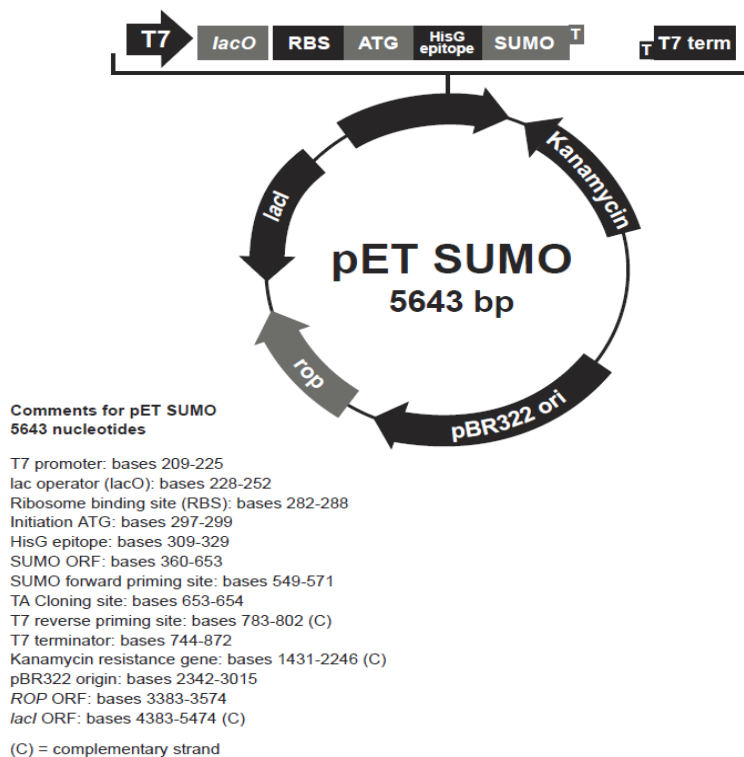 T7 lacO RBS ATG HisG epitope SUMO T T T7 term
Kanamycin
lacI
pET SUMO
5643 bp
rop
pBR322 ori
Comments for pET SUMO
5643 nucleotides
T7 promoter: bases 209-225
lac operator (lacO): bases 228-252
Ribosome binding site (RBS): bases 282-288
Initiation ATG: bases 297-299
HisG epitope: bases 309-329
SUMO ORF: bases 360-653
SUMO forward priming site: bases 549-571
TA Cloning site: bases 653-654
T7 reverse priming site: bases 783-802 (C)
T7 terminator: bases 744-872
Kanamycin resistance gene: bases 1431-2246 (C)
pBR322 origin: bases 2342-3015
ROP ORF: bases 3383-3574
lacI ORF: bases 4383-5474 (C)
(C) = complementary strand